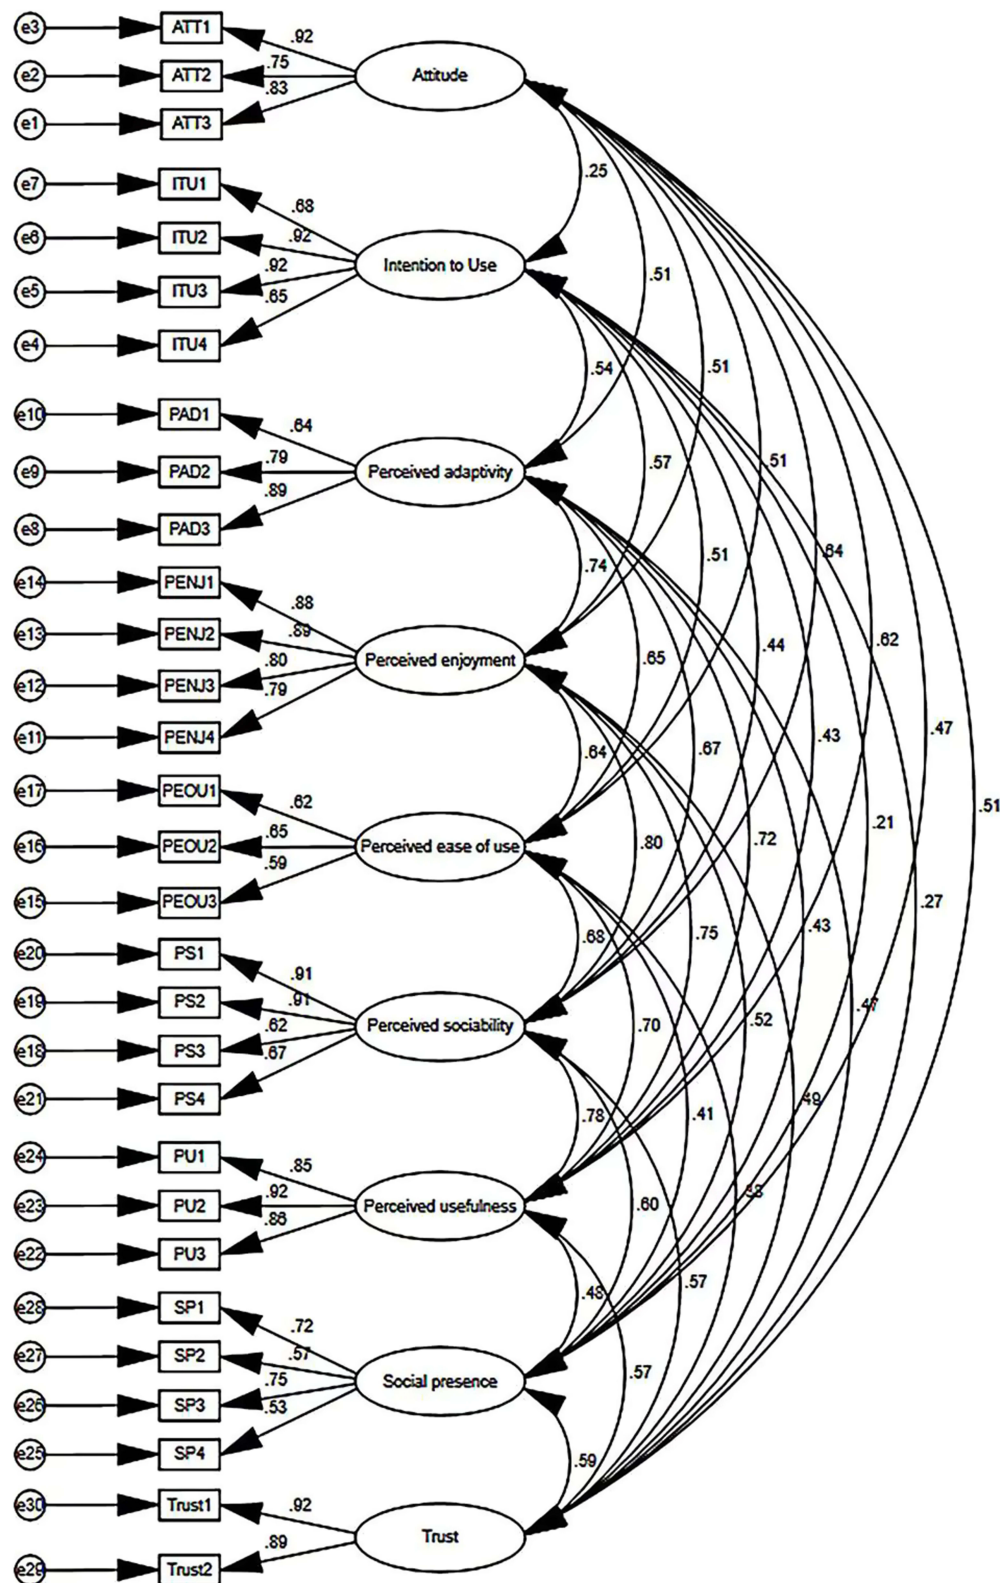 e3 ATT1 .92
e2 ATT2 .75 Attitude
e1 ATT3 .83
.25
e7 ITU1 .68
e6 ITU2 .92
Intention to Use
e5 ITU3 .92
.65
e4 ITU4
.51
.54 .51
e10 PAD1 .64
e9 PAD2 .79 Perceived adaptivity .57 .51
e8 PAD3 .89
.74 .51 .64
e14 PENJ1 .88
e13 PENJ2 .89
Perceived enjoyment .65 .44 .62
e12 PENJ3 .80
.79
e11 PENJ4
.64 .67 .43 .47
e17 PEOU1 .62
.51
e16 PEOU2 .65 Perceived ease of use .80 .72 .21
e15 PEOU3 .59
.27
e20 PS1 .91
.68 .75 .43
e19 PS2 .91
Perceived sociability .70 .52 .47
e18 PS3 .62
.67
e21 PS4
.78 .41 .49
e24 PU1 .85
e23 PU2 .92 Perceived usefulness .60 .38
e22 PU3 .86
.48 .57
e28 SP1 .72
e27 SP2 .57
Social presence .57
e26 SP3 .75
.53
e25 SP4
.59
e30 Trust1 .92
Trust
e29 Trust2 .89